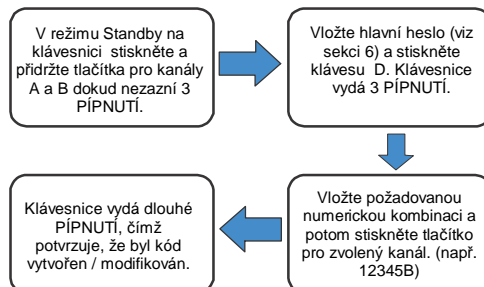 V režimu Standby na
klávesnici stiskněte a
přidržte tlačítka pro kanály
A a B dokud nezazní 3
PÍPNUTÍ.
Vložte hlavní heslo (viz
sekci 6) a stiskněte
klávesu D. Klávesnice
vydá 3 PÍPNUTÍ.
Vložte požadovanou
numerickou kombinaci a
potom stiskněte tlačítko
pro zvolený kanál. (např.
12345B)
Klávesnice vydá dlouhé
PÍPNUTÍ, čímž
potvrzuje, že byl kód
vytvořen / modifikován.